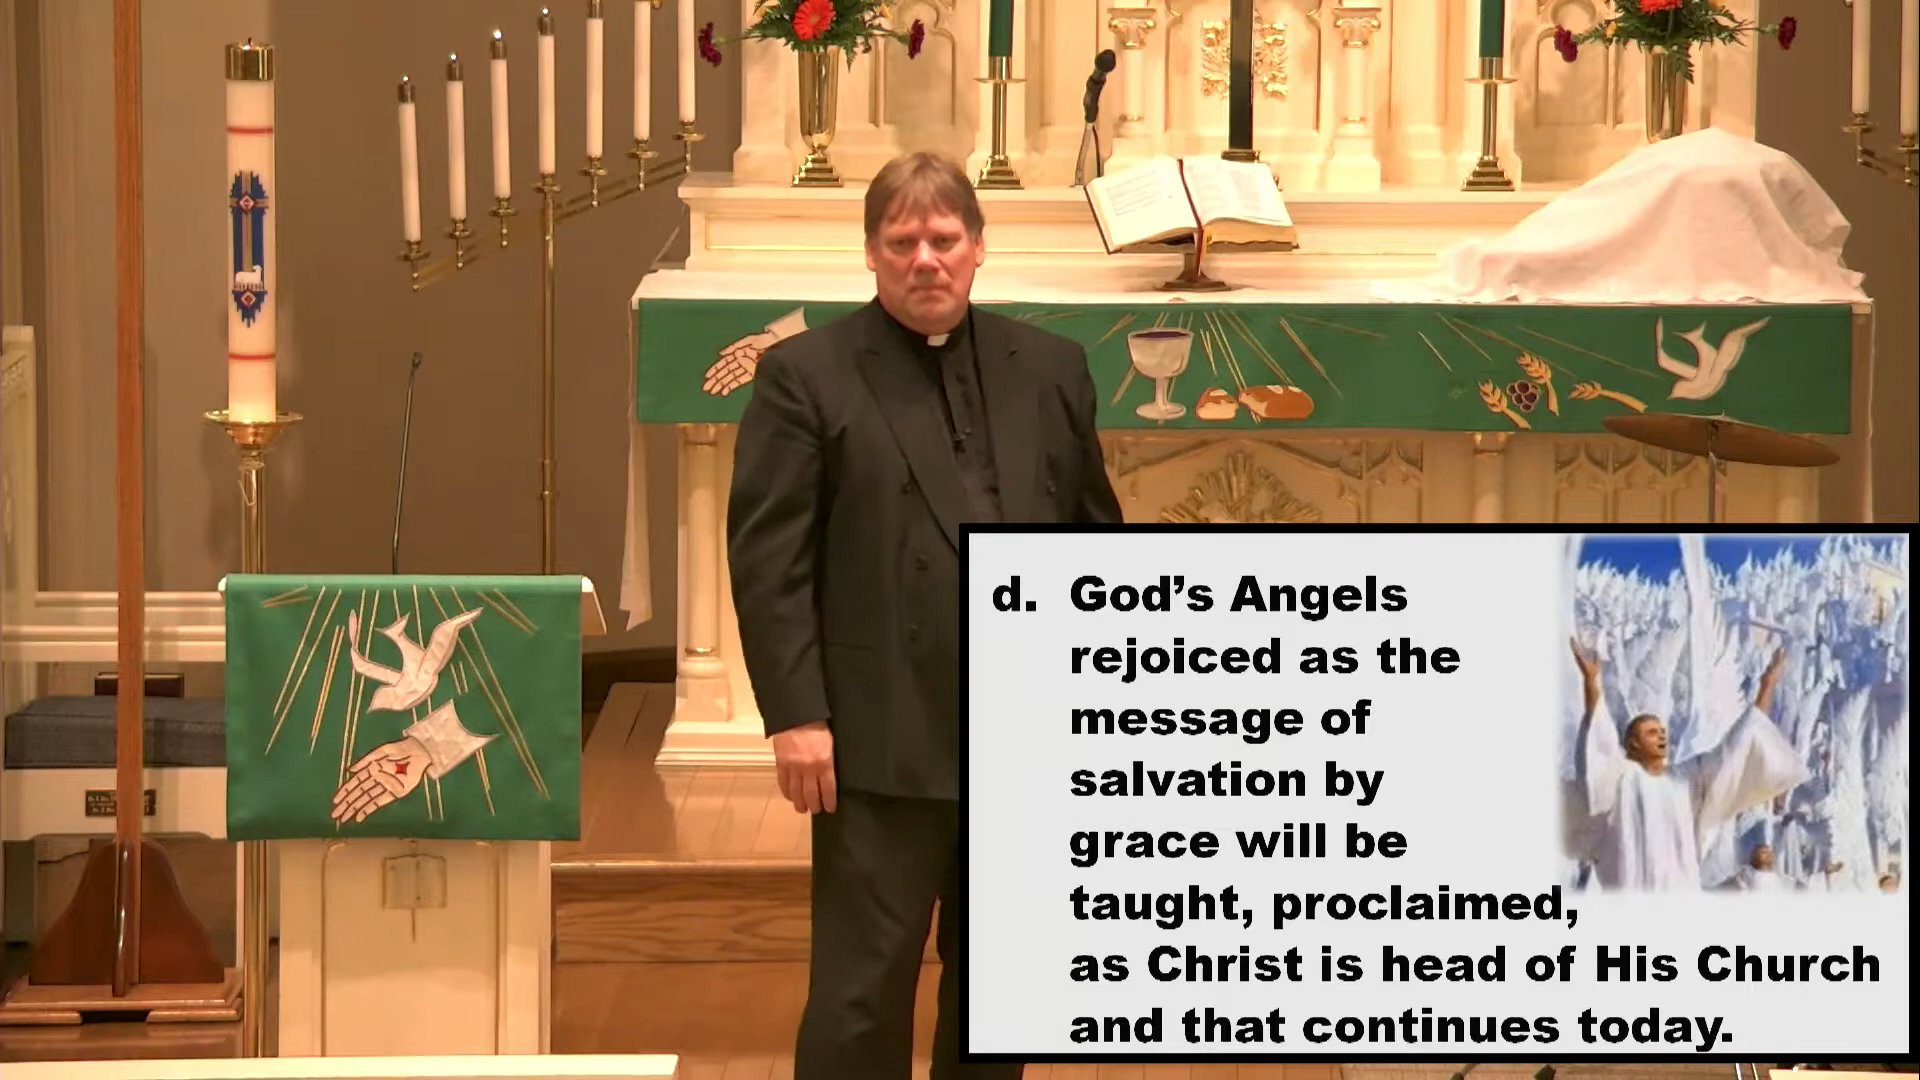 d. God's Angels
rejoiced as the
message of
salvation by
grace will be
taught, proclaimed,
as Christ is head of His Church
and that continues today.